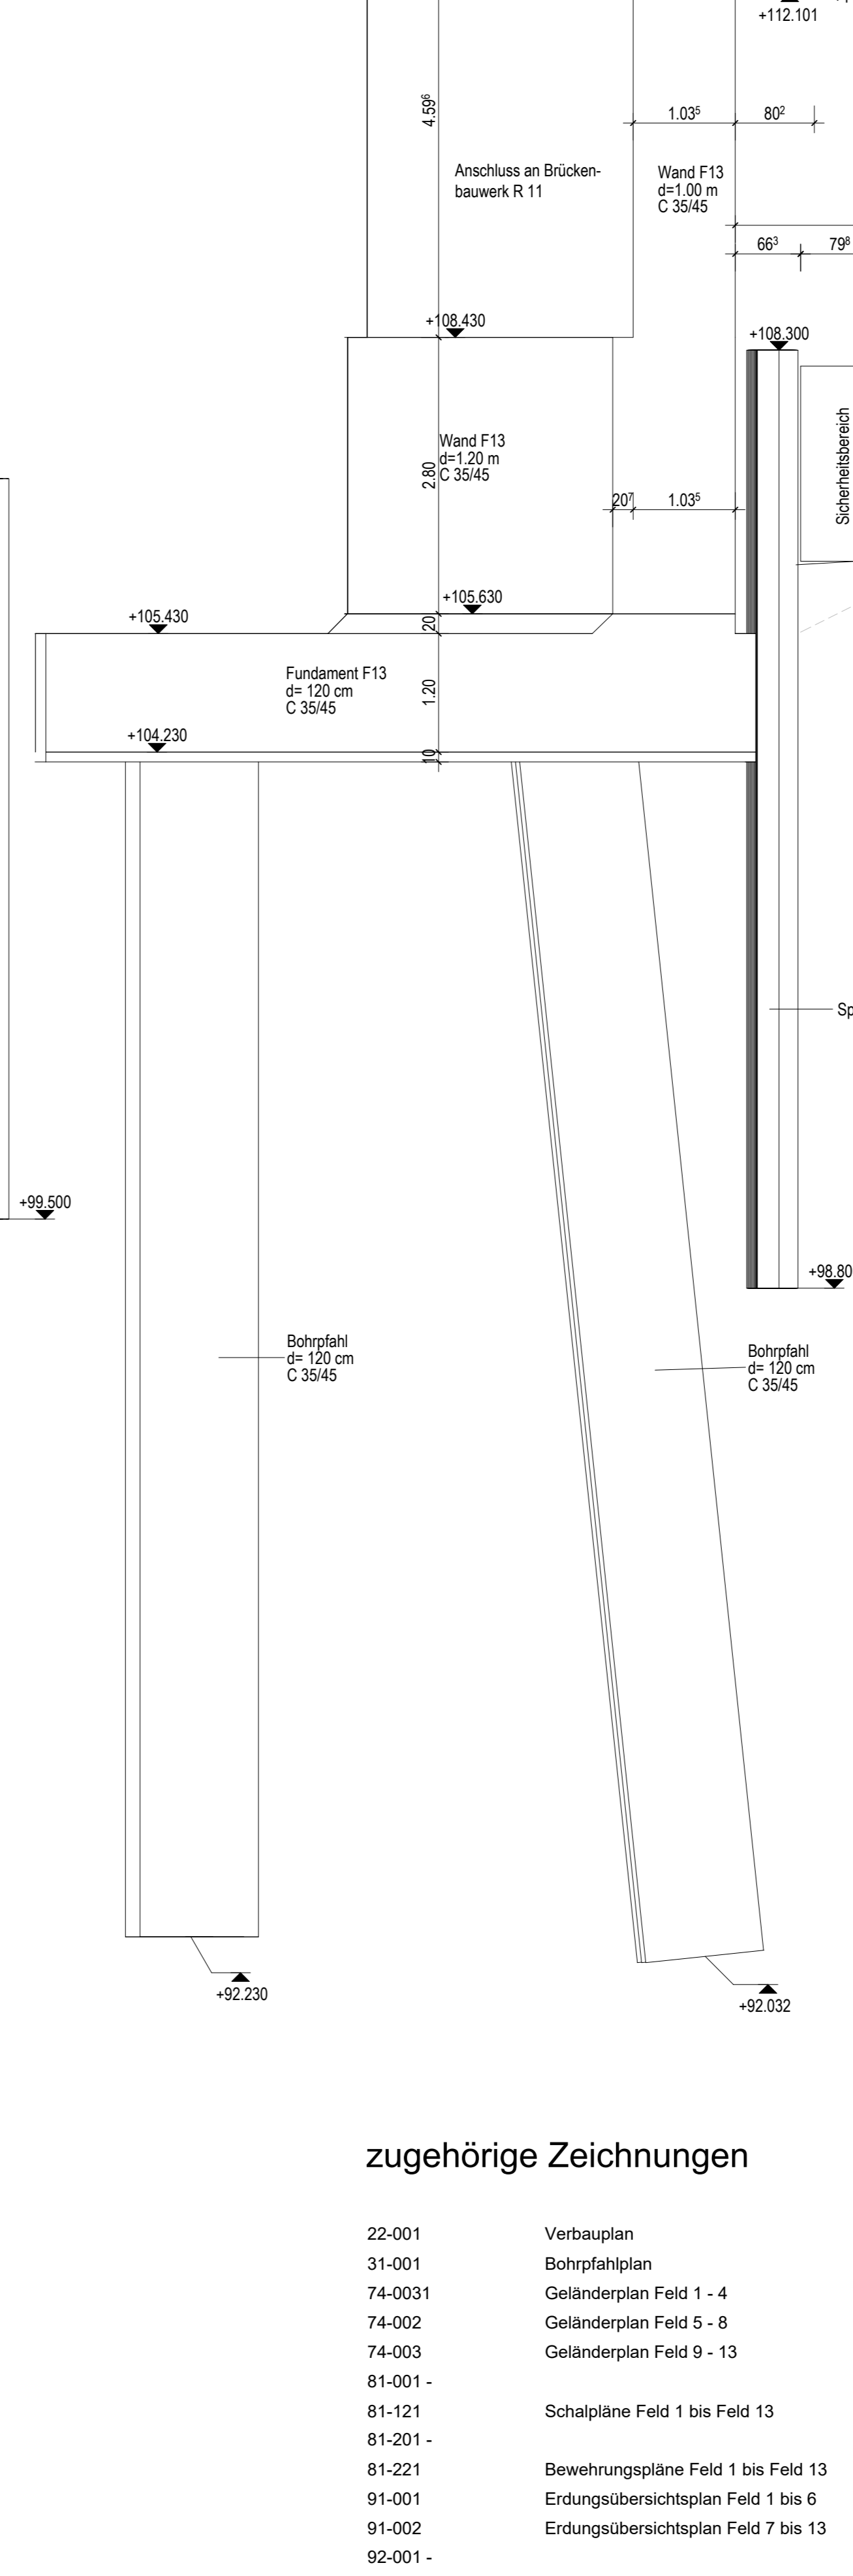 +112.101
4.59⁶
1.03⁵
80²
Anschluss an Brücken-
bauwerk R 11
Wand F13
d=1.00 m
C 35/45
66³
79⁸
+108.430
+108.300
Sicherheitsbereich
Wand F13
d=1.20 m
C 35/45
2.80
20⁷
1.03⁵
+105.630
+105.430
20
Fundament F13
d= 120 cm
C 35/45
1.20
+104.230
10
Sp
+99.500
+98.80
Bohrpfahl
d= 120 cm
C 35/45
Bohrpfahl
d= 120 cm
C 35/45
+92.230
+92.032
zugehörige Zeichnungen
22-001 Verbauplan
31-001 Bohrpfahlplan
74-0031 Geländerplan Feld 1 - 4
74-002 Geländerplan Feld 5 - 8
74-003 Geländerplan Feld 9 - 13
81-001 -
81-121 Schalpläne Feld 1 bis Feld 13
81-201 -
81-221 Bewehrungspläne Feld 1 bis Feld 13
91-001 Erdungsübersichtsplan Feld 1 bis 6
91-002 Erdungsübersichtsplan Feld 7 bis 13
92-001 -